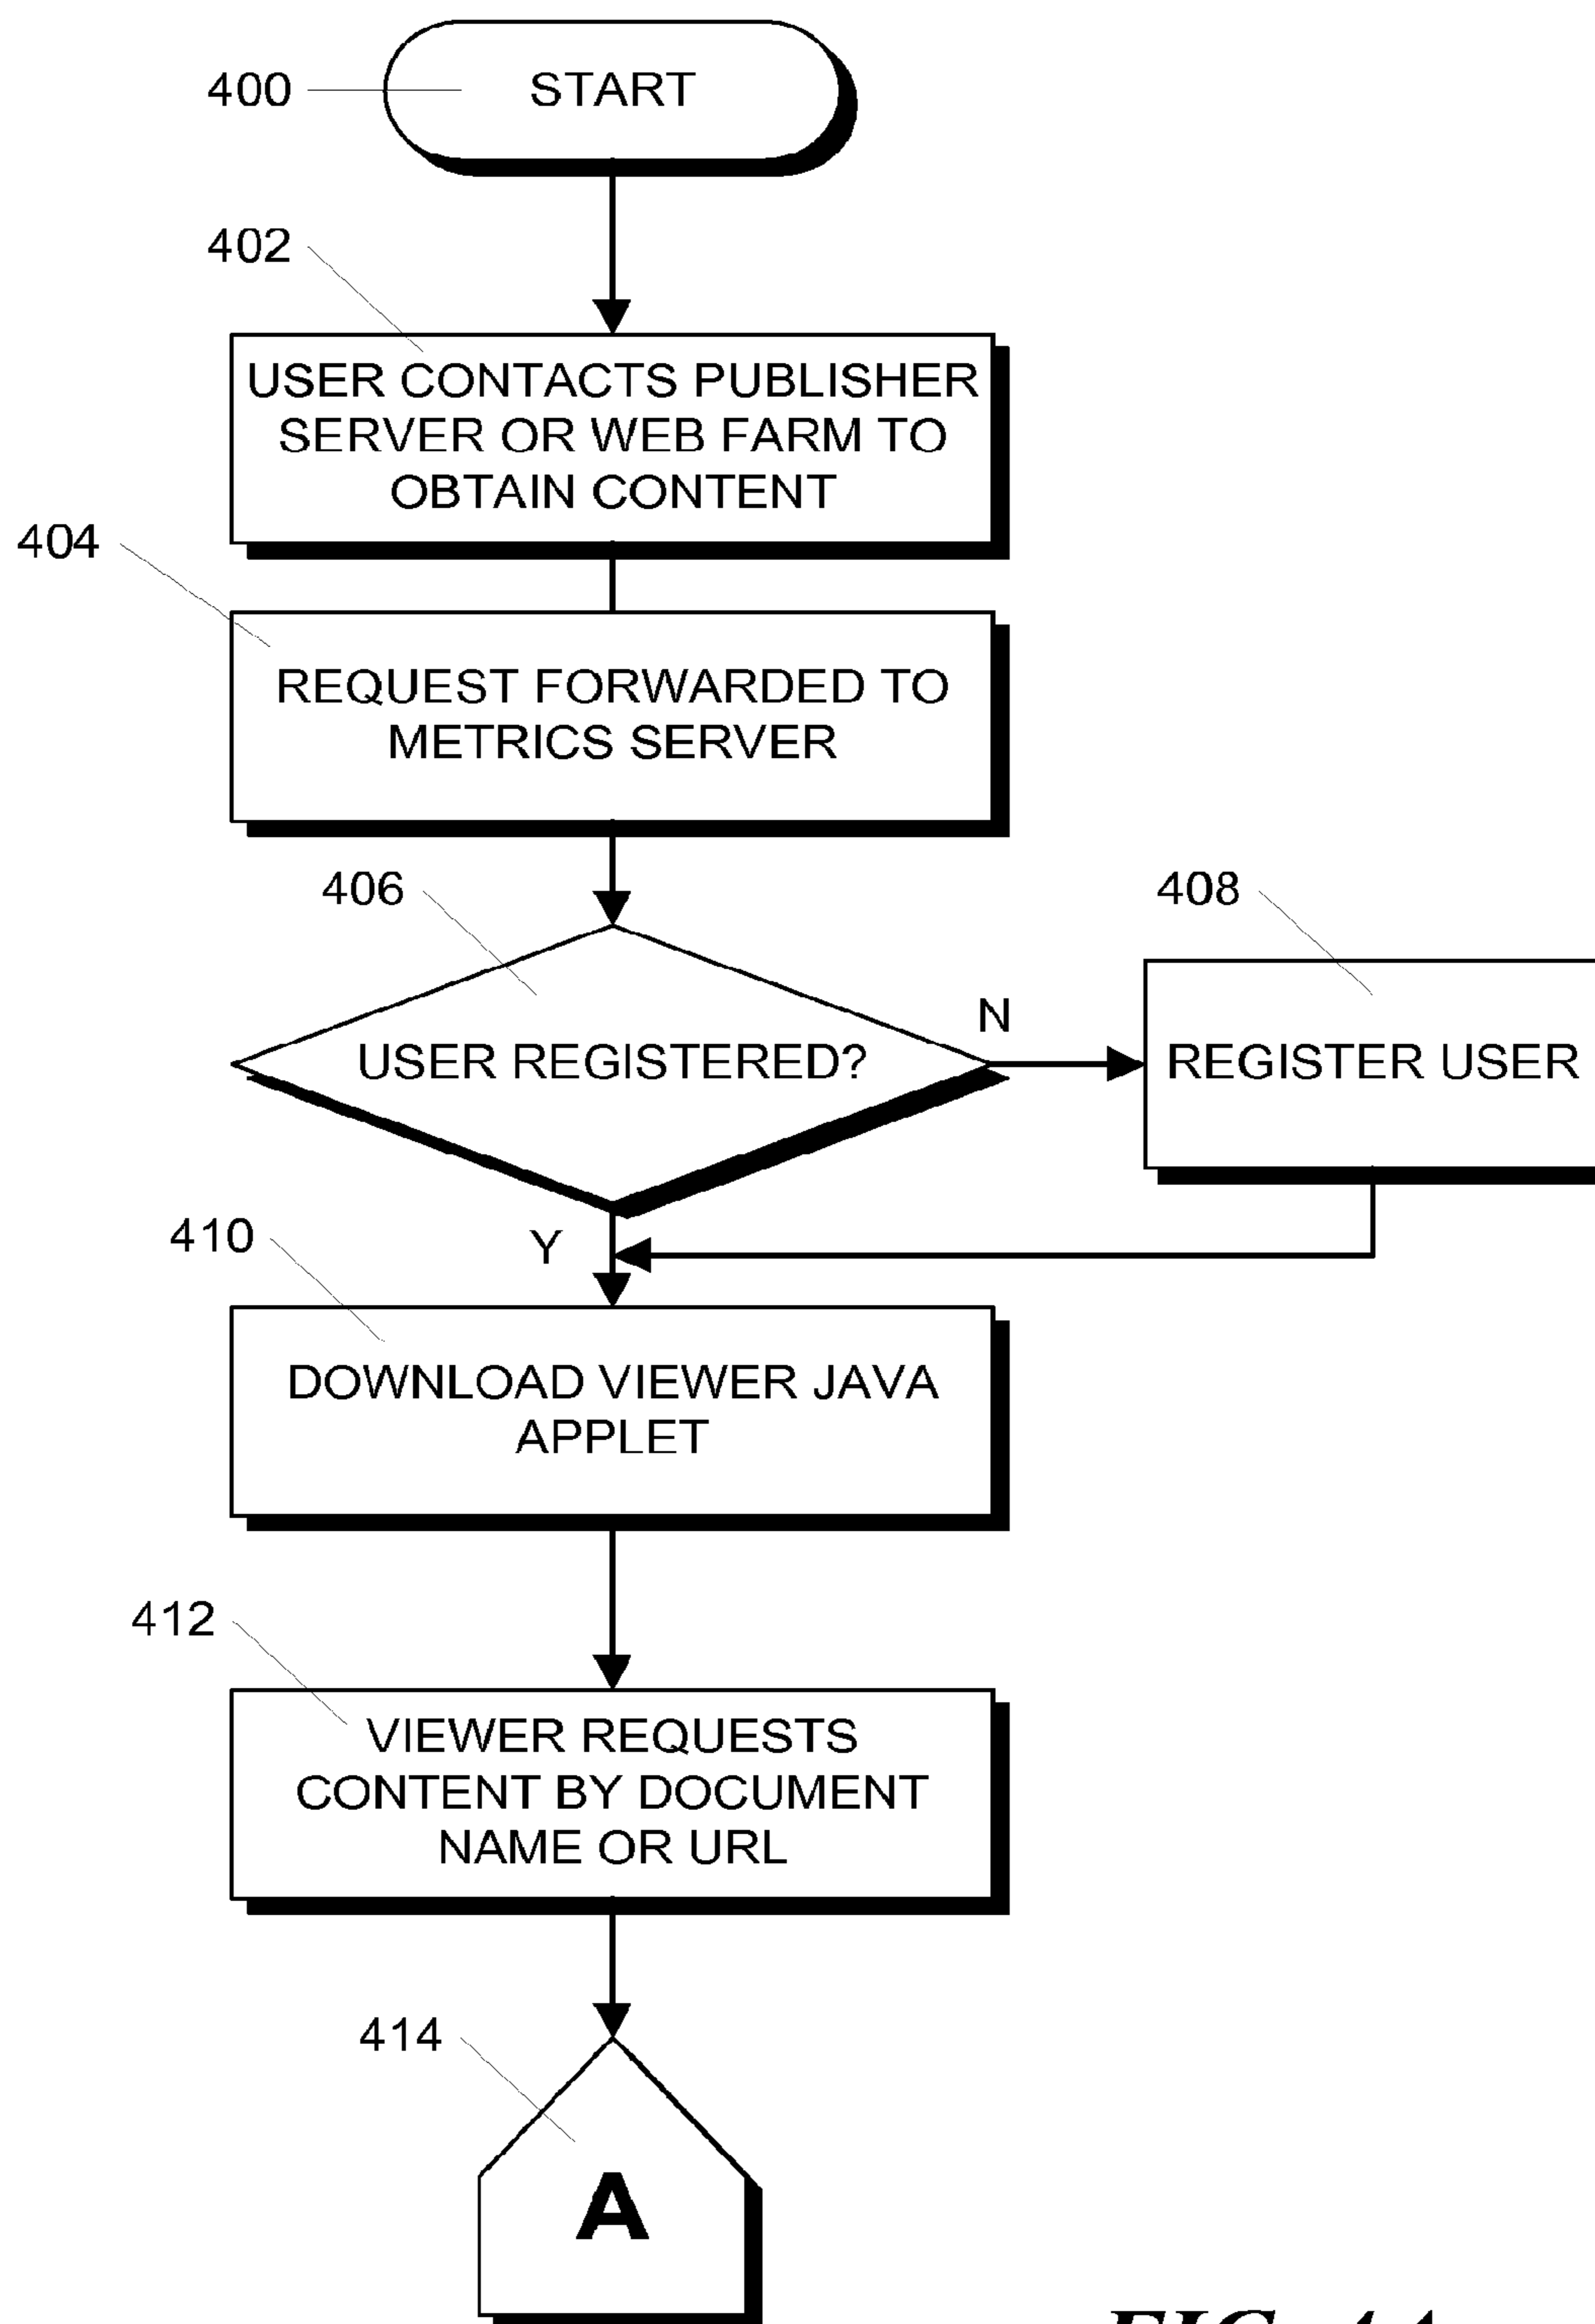 400
START
402
USER CONTACTS PUBLISHER
SERVER OR WEB FARM TO
OBTAIN CONTENT
404
REQUEST FORWARDED TO
METRICS SERVER
406
408
N
USER REGISTERED?
REGISTER USER
410
Y
DOWNLOAD VIEWER JAVA
APPLET
412
VIEWER REQUESTS
CONTENT BY DOCUMENT
NAME OR URL
414
A